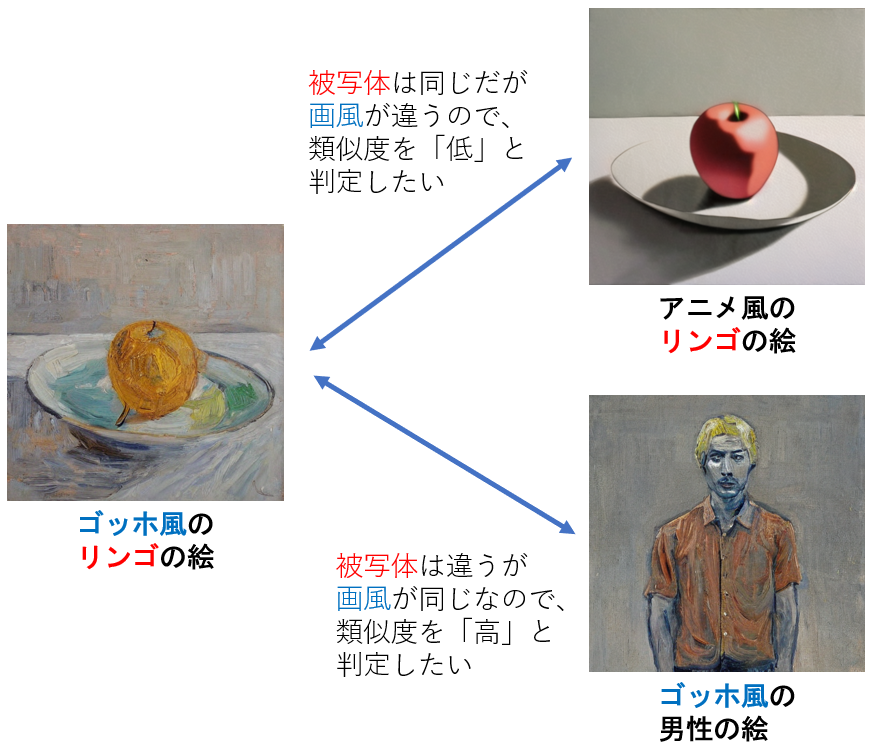 被写体は同じだが
画風が違うので、
類似度を「低」と
判定したい
アニメ風の
リンゴの絵
ゴッホ風の
リンゴの絵
被写体は違うが
画風が同じなので、
類似度を「高」と
判定したい
ゴッホ風の
男性の絵